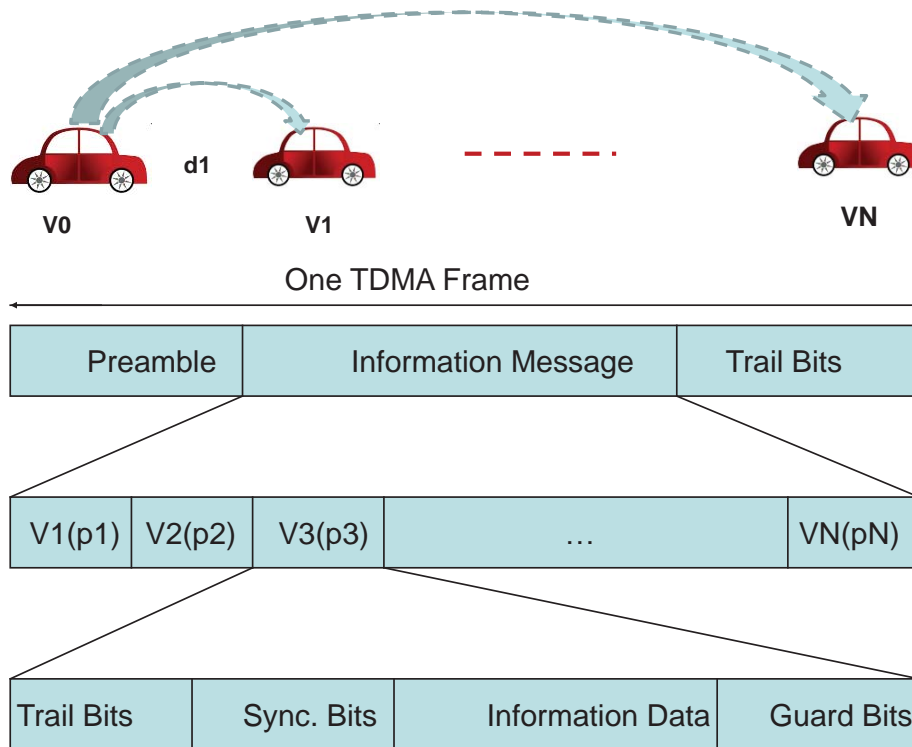 d1
V0
V1
VN
One TDMA Frame
Preamble Information Message Trail Bits
V1(p1) V2(p2) V3(p3) ... VN(pN)
Trail Bits Sync. Bits Information Data Guard Bits